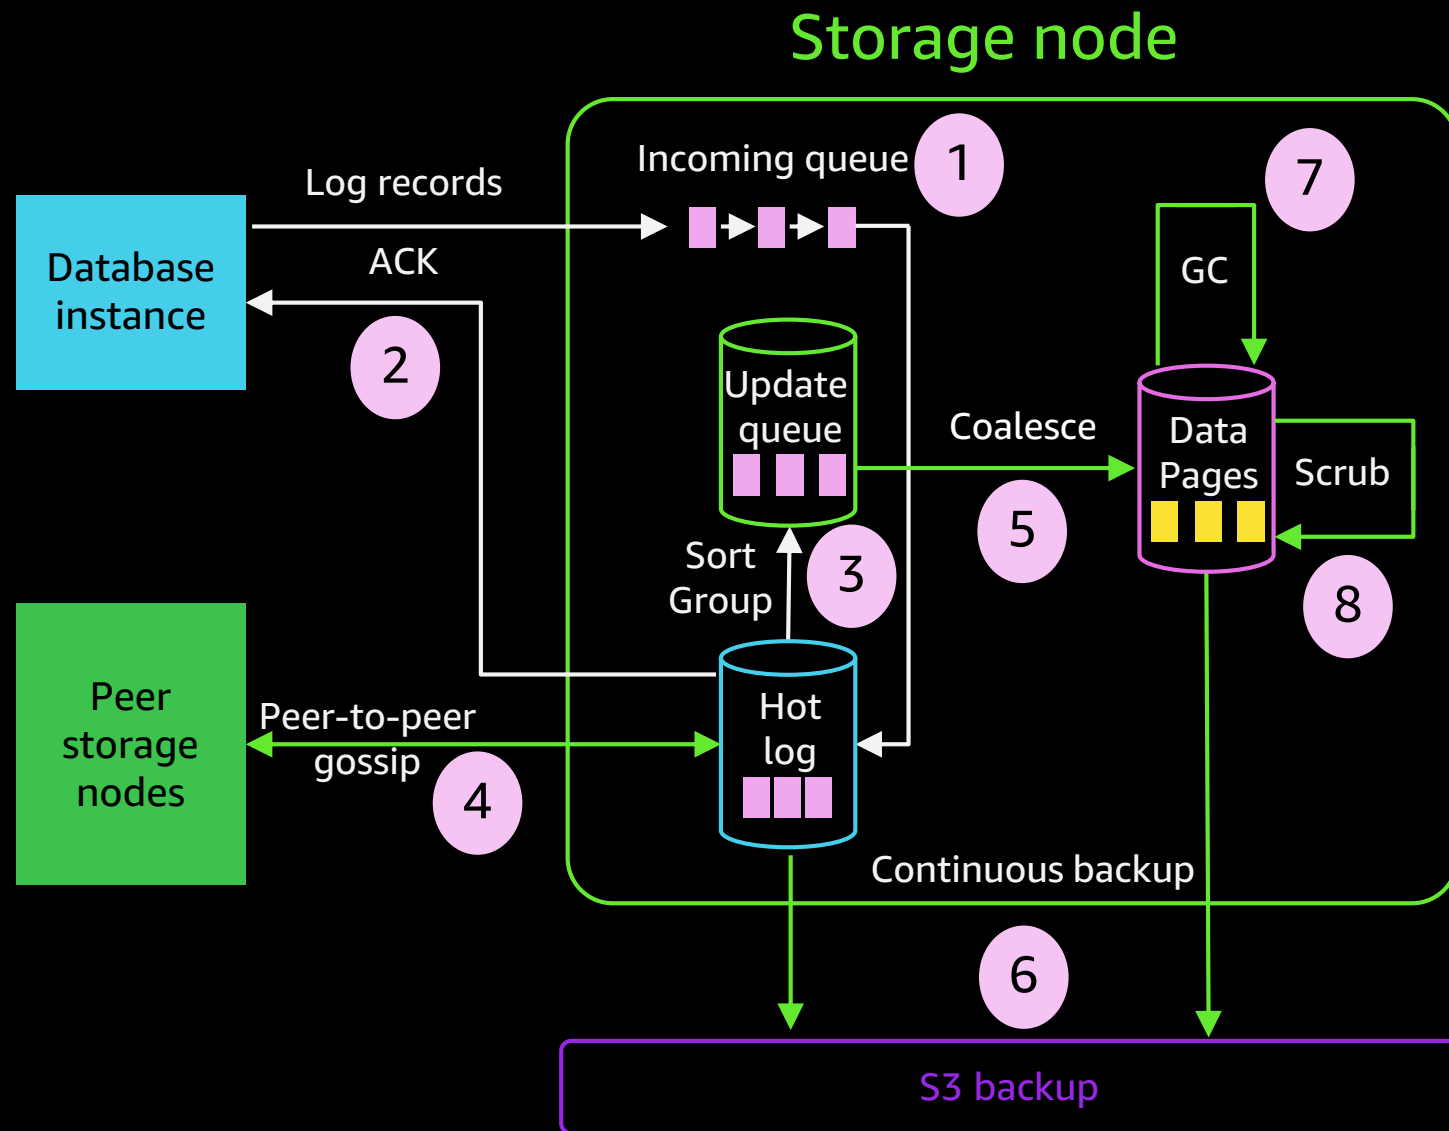 Storage node
Incoming queue
1
7
Log records
Database
instance
ACK
GC
2
Update
queue
Coalesce
Data
Pages
Scrub
5
Sort
Group
3
8
Peer
storage
nodes
Peer-to-peer
gossip
4
Hot
log
Continuous backup
6
S3 backup